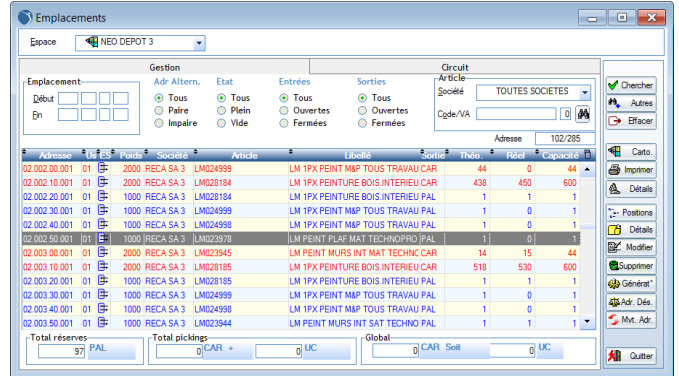 Emplacements
Espace NEO DEPOT 3
Gestion Circuit
Emplacement Adr Altern. Etat Entrées Sorties Article
Société TOUTES SOCIETES
Début Tous Tous Tous Tous
Fin Paire Plein Ouvertes Ouvertes Code/VA 0
Impaire Vide Fermées Fermées
Adresse 102/285
Adresse Us ES Poids Société Article Libellé Sortie Théo. Réel Capacité
02.002.00.001 01 2000 RECA SA 3 LM024999 LM 1PX PEINT M&P TOUS TRAVAU CAR 44 0 44
02.002.10.001 01 2000 RECA SA 3 LM028184 LM 1PX PEINTURE BOIS.INTERIEU CAR 438 450 600
02.002.20.001 01 1000 RECA SA 3 LM028184 LM 1PX PEINTURE BOIS.INTERIEU PAL 1 1 1
02.002.30.001 01 1000 RECA SA 3 LM024999 LM 1PX PEINT M&P TOUS TRAVAU PAL 1 0 1
02.002.40.001 01 1000 RECA SA 3 LM024998 LM 1PX PEINT M&P TOUS TRAVAU PAL 1 0 1
02.002.50.001 01 1000 RECA SA 3 LM023978 LM PEINT PLAF MAT TECHNOPRO PAL 1 0 1
02.003.00.001 01 2000 RECA SA 3 LM023945 LM PEINT MURS INT MAT TECHNO CAR 14 15 44
02.003.10.001 01 2000 RECA SA 3 LM028185 LM 1PX PEINTURE BOIS.INTERIEU CAR 518 530 600
02.003.20.001 01 1000 RECA SA 3 LM028185 LM 1PX PEINTURE BOIS.INTERIEU PAL 1 1 1
02.003.30.001 01 1000 RECA SA 3 LM024999 LM 1PX PEINT M&P TOUS TRAVAU PAL 1 0 1
02.003.40.001 01 1000 RECA SA 3 LM024998 LM 1PX PEINT M&P TOUS TRAVAU PAL 1 0 1
02.003.50.001 01 1000 RECA SA 3 LM023944 LM PEINT MURS INT SAT TECHNO PAL 1 1 1
Total réserves Total pickings Global
97 PAL 0 CAR + 0 UC 0 CAR Soit 0 UC
Chercher
Autres
Effacer
Carto.
Imprimer
Détails
Positions
Détails
Modifier
Supprimer
Générat°
Adr. Dés.
Mvt. Adr.
Quitter